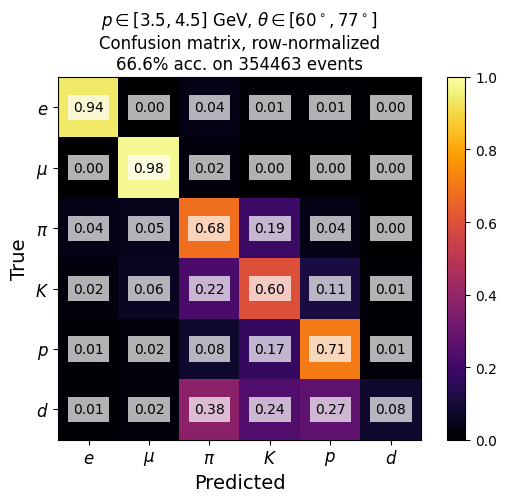 p ∈ [3.5, 4.5] GeV, θ ∈ [60°, 77°]
Confusion matrix, row-normalized
66.6% acc. on 354463 events
e 0.94 0.00 0.04 0.01 0.01 0.00
μ 0.00 0.98 0.02 0.00 0.00 0.00
π 0.04 0.05 0.68 0.19 0.04 0.00
K 0.02 0.06 0.22 0.60 0.11 0.01
p 0.01 0.02 0.08 0.17 0.71 0.01
d 0.01 0.02 0.38 0.24 0.27 0.08
e μ π K p d
Predicted
True
1.0
0.8
0.6
0.4
0.2
0.0